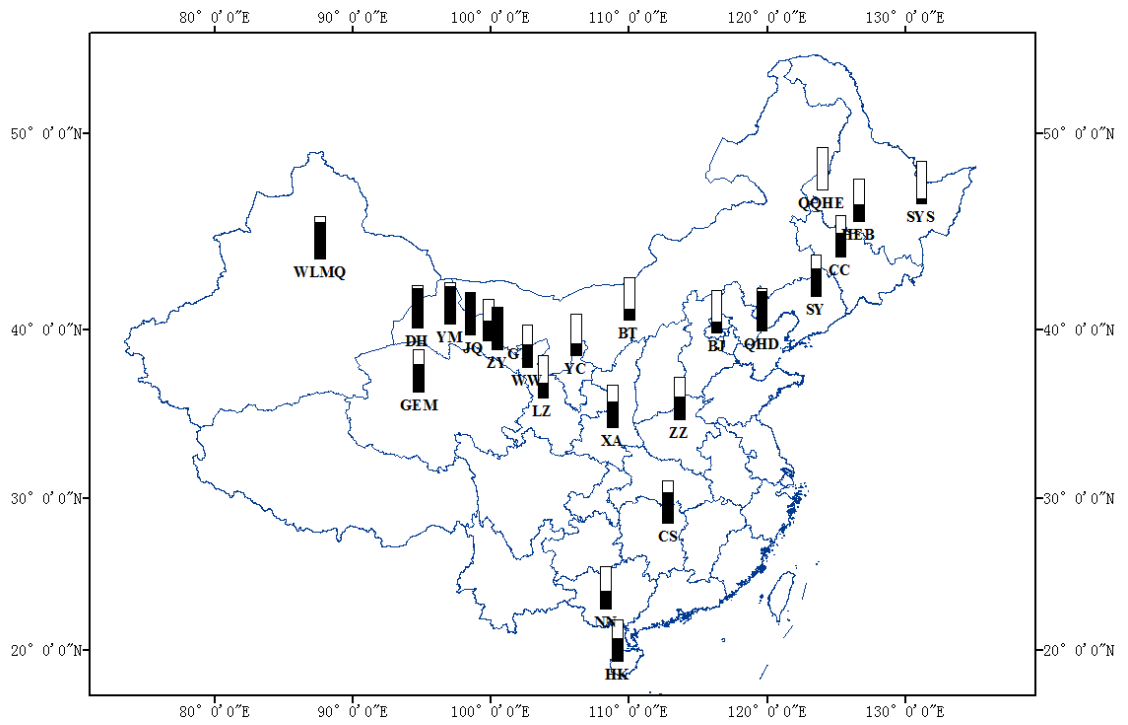 80° 0'0"E 90° 0'0"E 100° 0'0"E 110° 0'0"E 120° 0'0"E 130° 0'0"E
50° 0'0"N 50° 0'0"N
QQHE
SYS
HEB
WLMQ
CC
SY
40° 0'0"N 40° 0'0"N
BT
YM
DH
JQ
BJ
QHD
G
ZY
YC
WW
GEM
LZ
ZZ
XA
30° 0'0"N 30° 0'0"N
CS
NN
20° 0'0"N 20° 0'0"N
HK
80° 0'0"E 90° 0'0"E 100° 0'0"E 110° 0'0"E 120° 0'0"E 130° 0'0"E